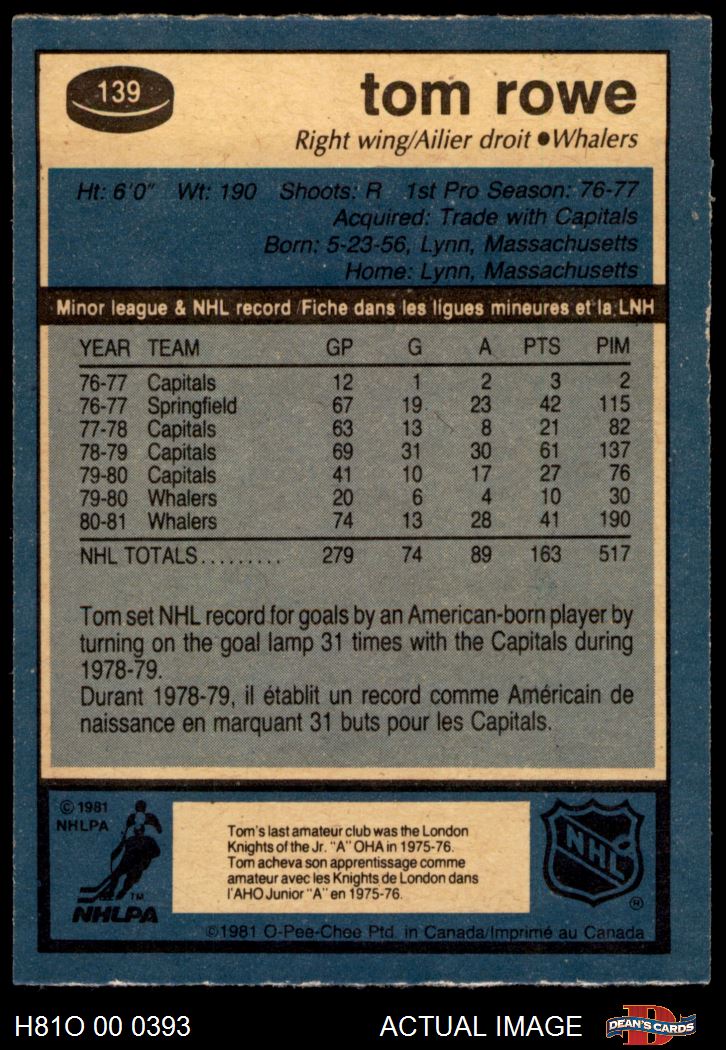 139
tom rowe
Right wing/Ailier droit ● Whalers
Ht: 6'0" Wt: 190 Shoots: R 1st Pro Season: 76-77
Acquired: Trade with Capitals
Born: 5-23-56, Lynn, Massachusetts
Home: Lynn, Massachusetts
Minor league & NHL record/Fiche dans les ligues mineures et la LNH
YEAR TEAM GP G A PTS PIM
76-77 Capitals 12 1 2 3 2
76-77 Springfield 67 19 23 42 115
77-78 Capitals 63 13 8 21 82
78-79 Capitals 69 31 30 61 137
79-80 Capitals 41 10 17 27 76
79-80 Whalers 20 6 4 10 30
80-81 Whalers 74 13 28 41 190
NHL TOTALS......... 279 74 89 163 517
Tom set NHL record for goals by an American-born player by
turning on the goal lamp 31 times with the Capitals during
1978-79.
Durant 1978-79, il établit un record comme Américain de
naissance en marquant 31 buts pour les Capitals.
© 1981
NHLPA
Tom's last amateur club was the London
Knights of the Jr. "A" OHA in 1975-76.
Tom acheva son apprentissage comme
amateur avec les Knights de London dans
l'AHO Junior "A" en 1975-76.
TM
NHLPA
NHL
®
©1981 O-Pee-Chee Ptd. in Canada/Imprimé au Canada
H81O 00 0393
ACTUAL IMAGE
D
DEAN'S CARDS